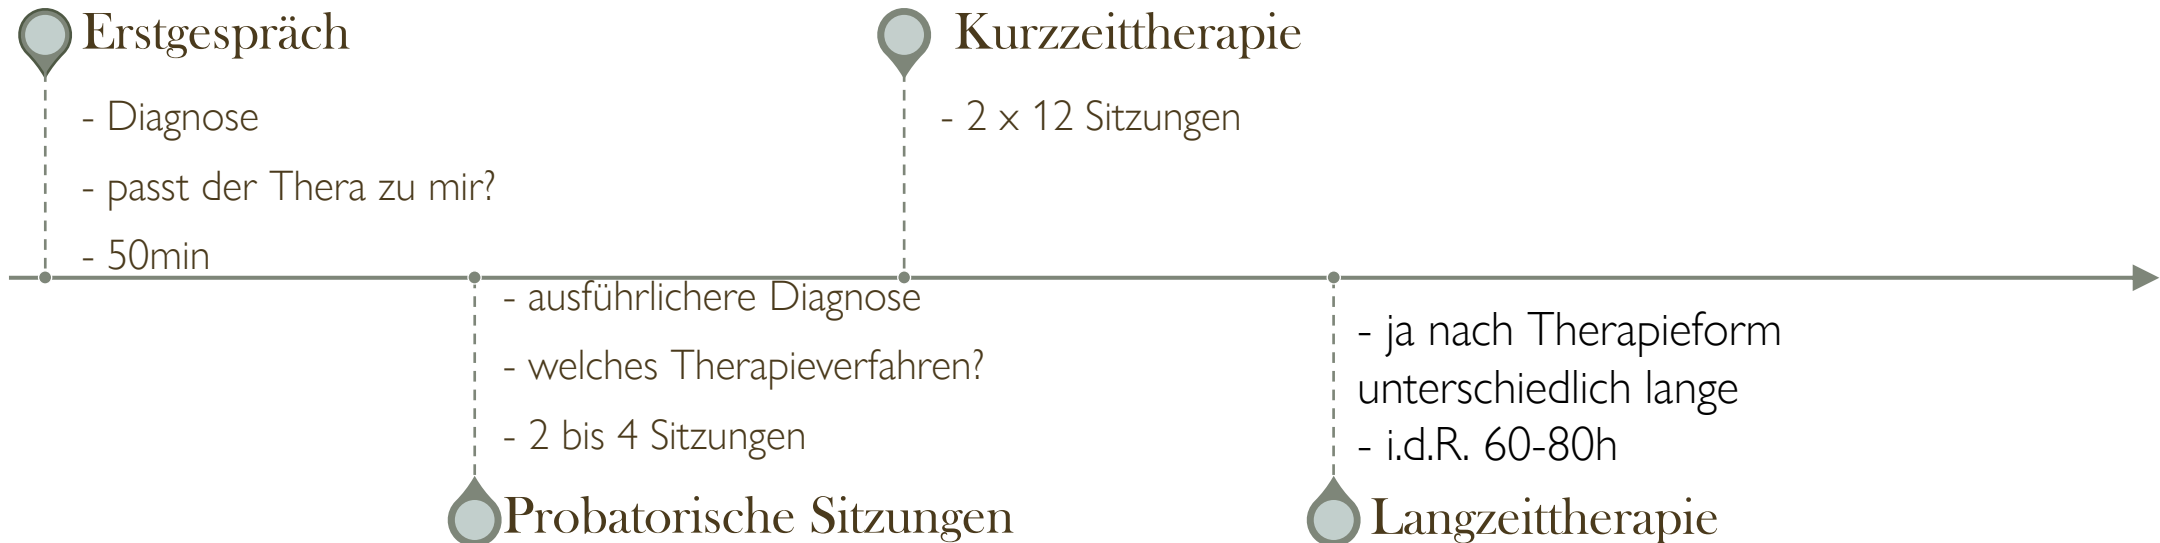 Erstgespräch
- Diagnose
- passt der Thera zu mir?
- 50min
Kurzzeittherapie
- 2 x 12 Sitzungen
- ausführlichere Diagnose
- welches Therapieverfahren?
- 2 bis 4 Sitzungen
Probatorische Sitzungen
- ja nach Therapieform
unterschiedlich lange
- i.d.R. 60-80h
Langzeittherapie